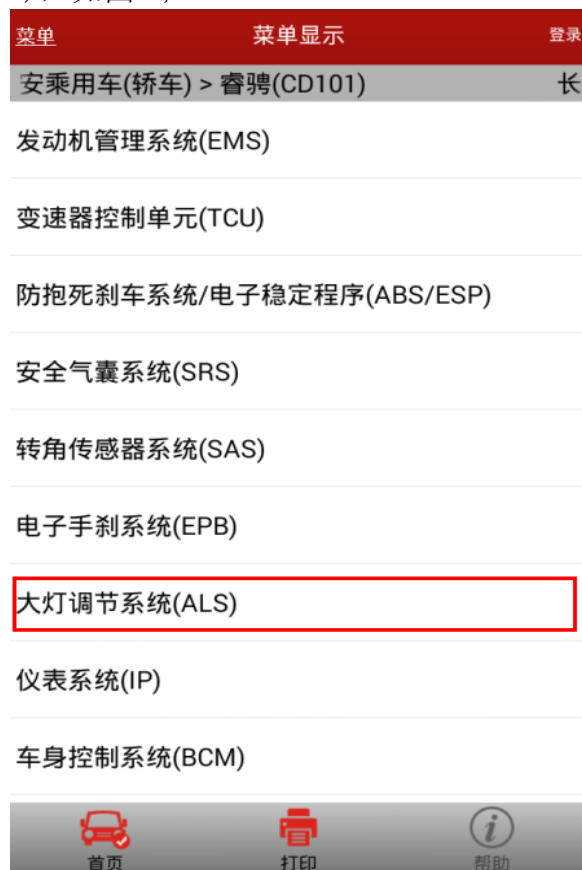 菜单 菜单显示 登录
安乘用车(轿车) > 睿骋(CD101) 长
发动机管理系统(EMS)
变速器控制单元(TCU)
防抱死刹车系统/电子稳定程序(ABS/ESP)
安全气囊系统(SRS)
转角传感器系统(SAS)
电子手刹系统(EPB)
大灯调节系统(ALS)
仪表系统(IP)
车身控制系统(BCM)
首页 打印 帮助